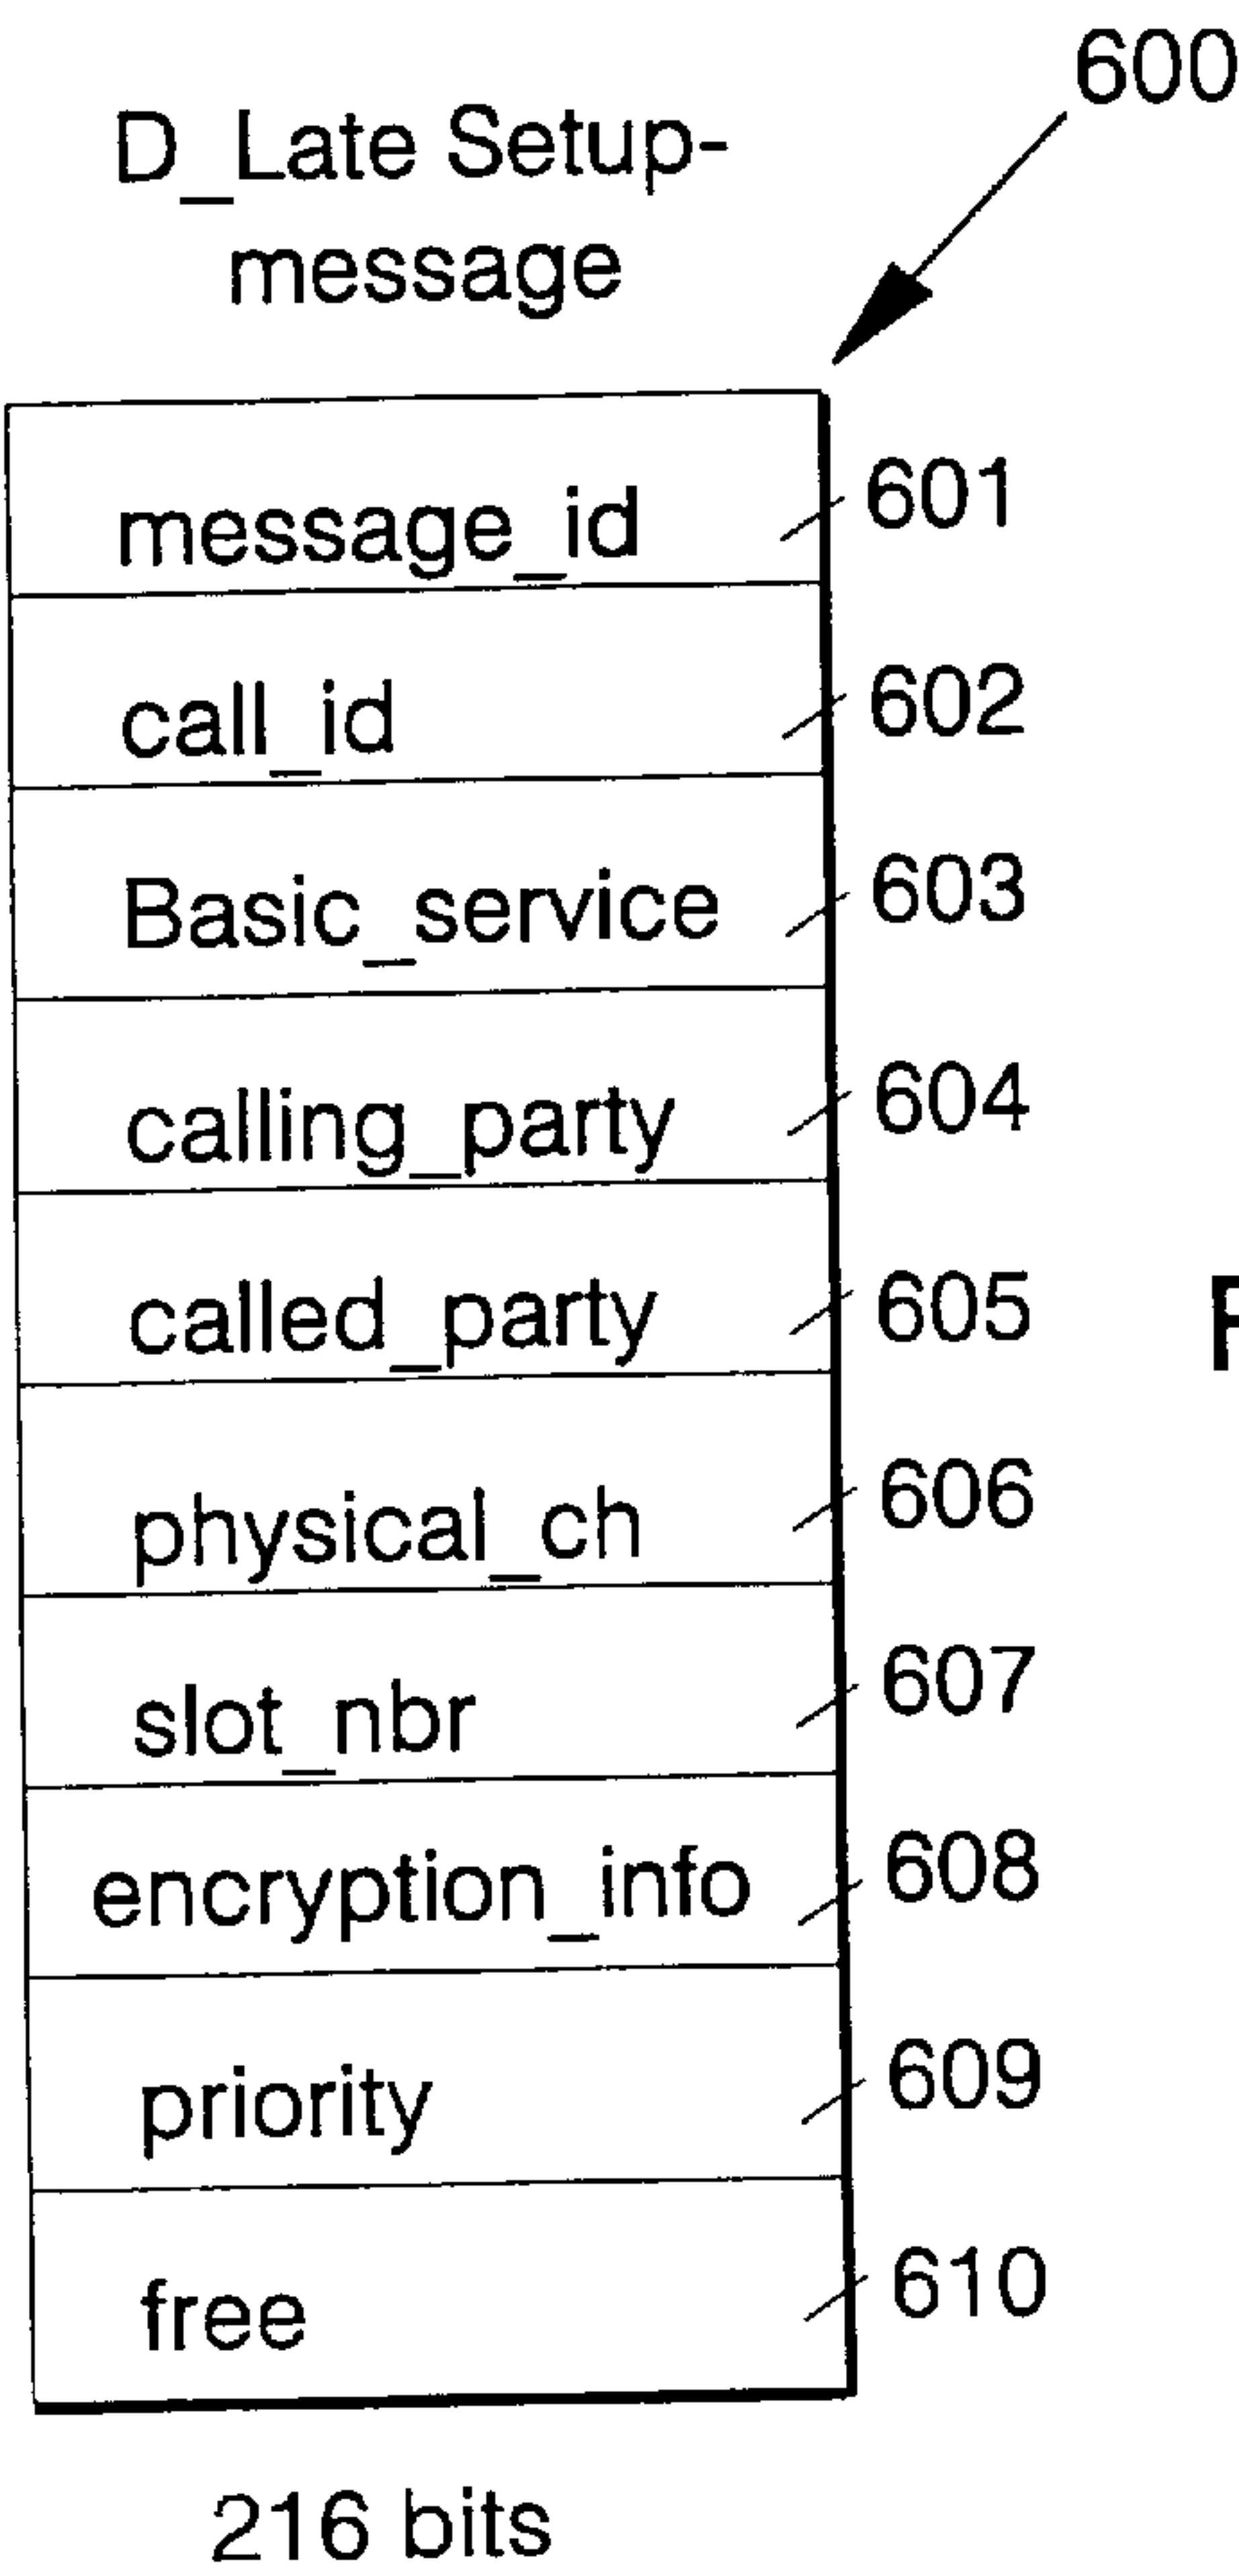 600
D_Late Setup-
message
message_id 601
call_id 602
Basic_service 603
calling_party 604
called_party 605
physical_ch 606
slot_nbr 607
encryption_info 608
priority 609
free 610
216 bits